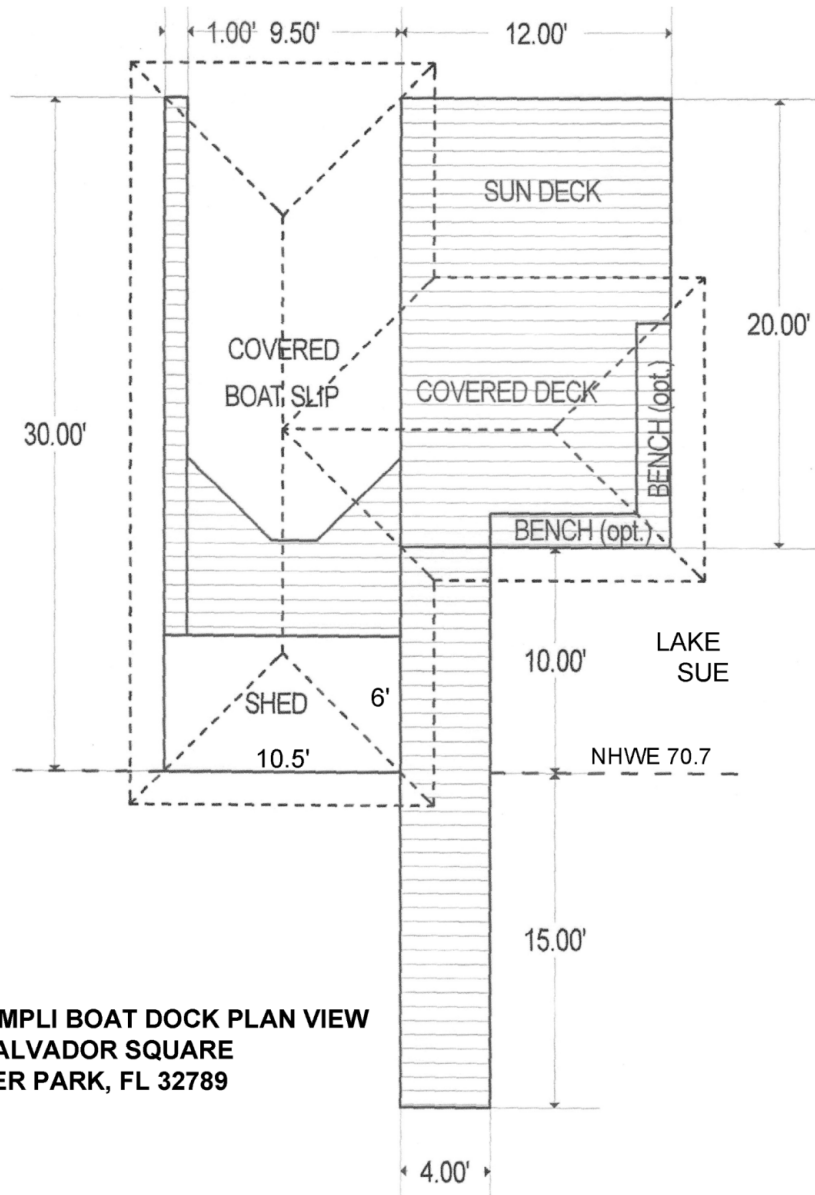 1.00' 9.50' 12.00'
SUN DECK
20.00'
COVERED
BOAT SLIP
COVERED DECK
BENCH (opt.)
30.00'
BENCH (opt.)
LAKE
SUE
10.00'
6'
SHED
10.5'
NHWE 70.7
15.00'
MPLI BOAT DOCK PLAN VIEW
ALVADOR SQUARE
ER PARK, FL 32789
4.00'